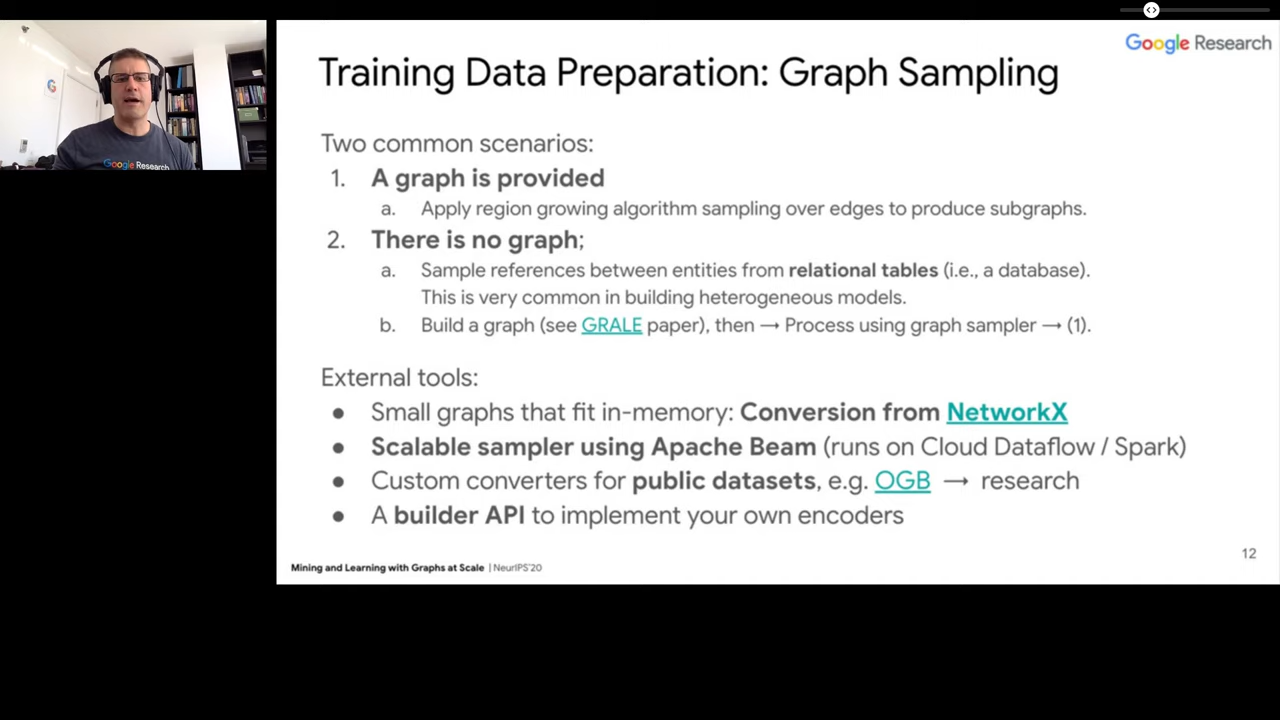 Google Research
Training Data Preparation: Graph Sampling
Two common scenarios:
1. A graph is provided
a. Apply region growing algorithm sampling over edges to produce subgraphs.
2. There is no graph;
a. Sample references between entities from relational tables (i.e., a database).
This is very common in building heterogeneous models.
b. Build a graph (see GRALE paper), then → Process using graph sampler → (1).
External tools:
● Small graphs that fit in-memory: Conversion from NetworkX
● Scalable sampler using Apache Beam (runs on Cloud Dataflow / Spark)
● Custom converters for public datasets, e.g. OGB → research
● A builder API to implement your own encoders
12
Mining and Learning with Graphs at Scale | NeurIPS'20
Google Research
G